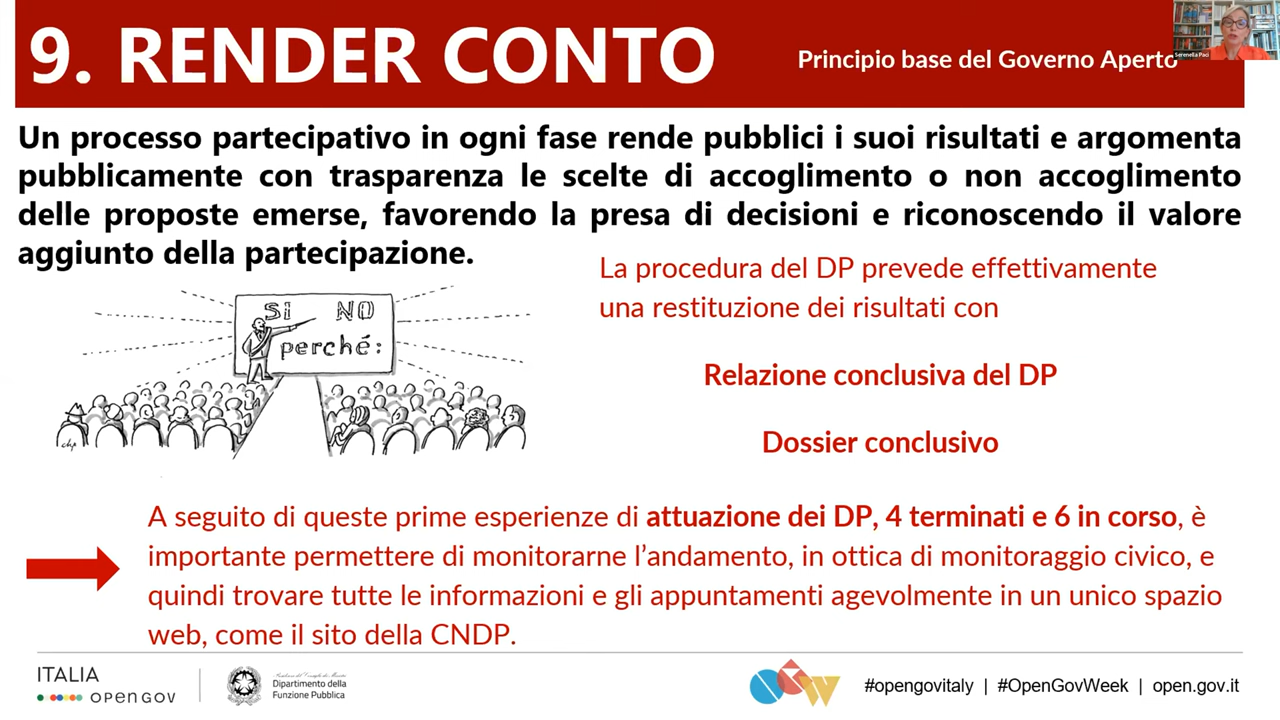 9. RENDER CONTO
Principio base del Governo Aperto
Serenella Paci
Un processo partecipativo in ogni fase rende pubblici i suoi risultati e argomenta
pubblicamente con trasparenza le scelte di accoglimento o non accoglimento
delle proposte emerse, favorendo la presa di decisioni e riconoscendo il valore
aggiunto della partecipazione.
La procedura del DP prevede effettivamente
una restituzione dei risultati con
Sì NO
perché:
Relazione conclusiva del DP
Dossier conclusivo
A seguito di queste prime esperienze di attuazione dei DP, 4 terminati e 6 in corso, è
importante permettere di monitorarne l’andamento, in ottica di monitoraggio civico, e
quindi trovare tutte le informazioni e gli appuntamenti agevolmente in un unico spazio
web, come il sito della CNDP.
ITALIA
open gov
Dipartimento della
Funzione Pubblica
OGW
#opengovitaly | #OpenGovWeek | open.gov.it